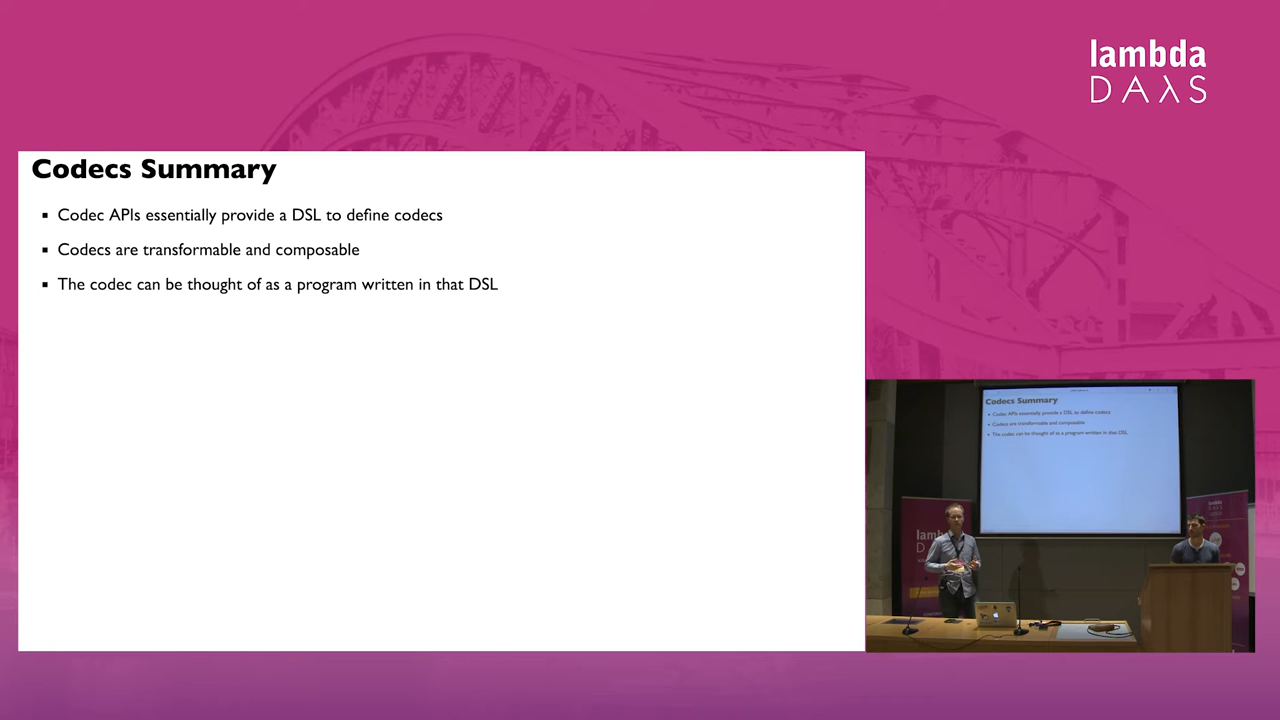 lambda
DAλS
Codecs Summary
▪ Codec APIs essentially provide a DSL to define codecs
▪ Codecs are transformable and composable
▪ The codec can be thought of as a program written in that DSL
Codecs Summary
Codec APIs essentially provide a DSL to define codecs
Codecs are transformable and composable
The codec can be thought of as a program written in that DSL
lambda
DAλS